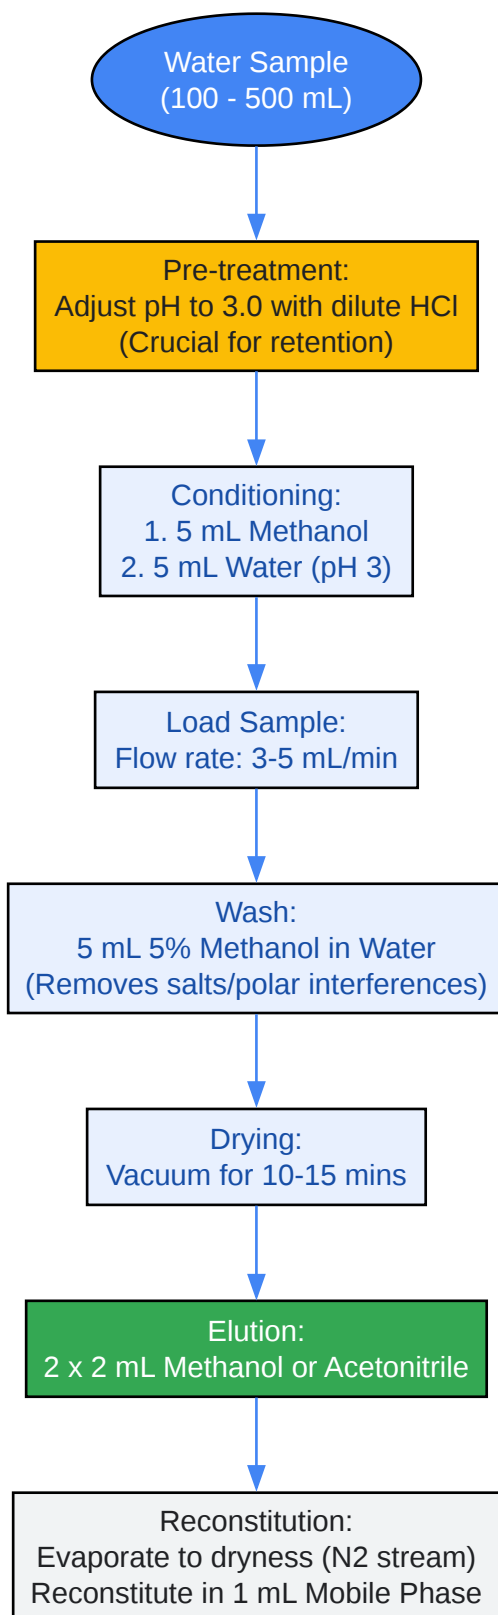 Water Sample
(100 - 500 mL)
Pre-treatment:
Adjust pH to 3.0 with dilute HCl
(Crucial for retention)
Conditioning:
1. 5 mL Methanol
2. 5 mL Water (pH 3)
Load Sample:
Flow rate: 3-5 mL/min
Wash:
5 mL 5% Methanol in Water
(Removes salts/polar interferences)
Drying:
Vacuum for 10-15 mins
Elution:
2 x 2 mL Methanol or Acetonitrile
Reconstitution:
Evaporate to dryness (N2 stream)
Reconstitute in 1 mL Mobile Phase